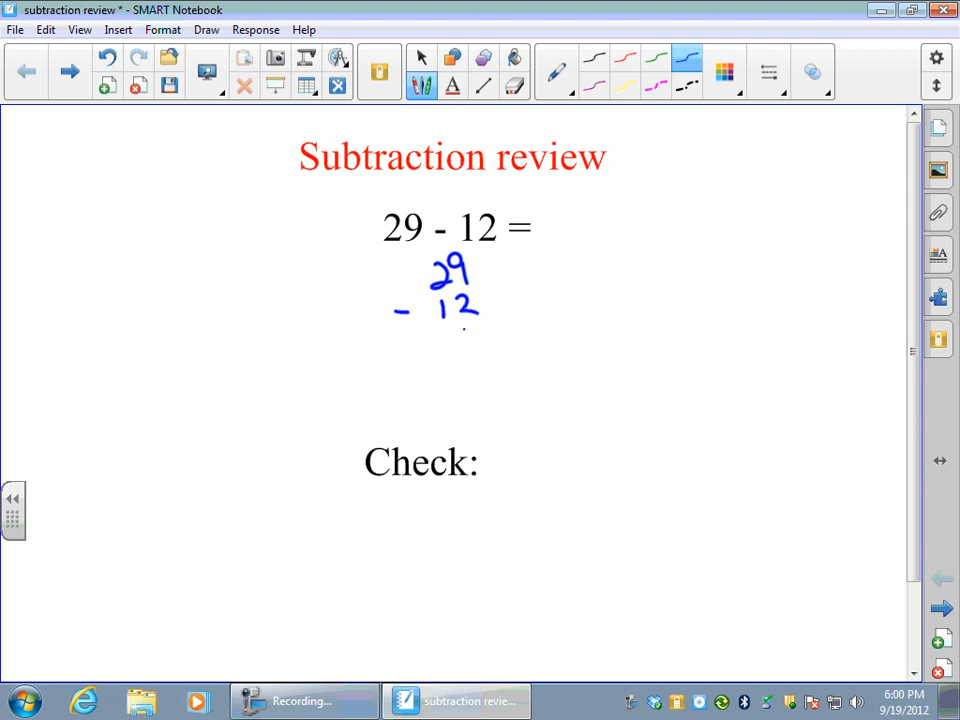 subtraction review * - SMART Notebook
File Edit View Insert Format Draw Response Help
A
Subtraction review
29 - 12 =
29
- 12
Check:
Recording...
subtraction revie...
6:00 PM
9/19/2012